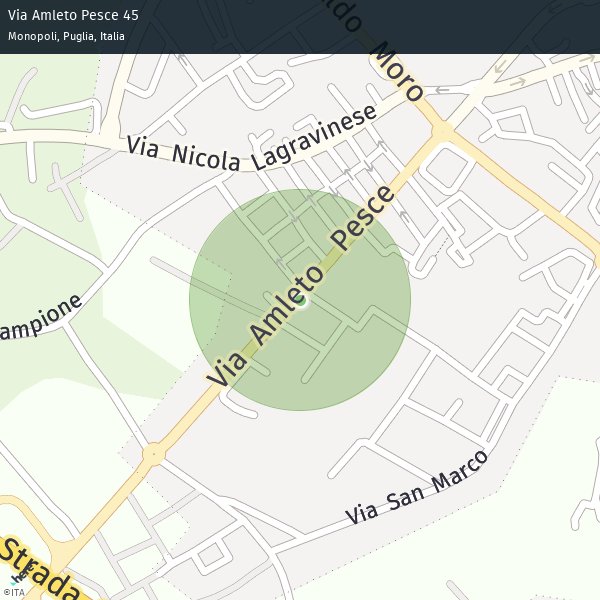 Via Amleto Pesce 45
Monopoli, Puglia, Italia
Moro
Via Nicola Lagravinese
Via Amleto Pesce
ampione
Via San Marco
Strada
here
©ITA